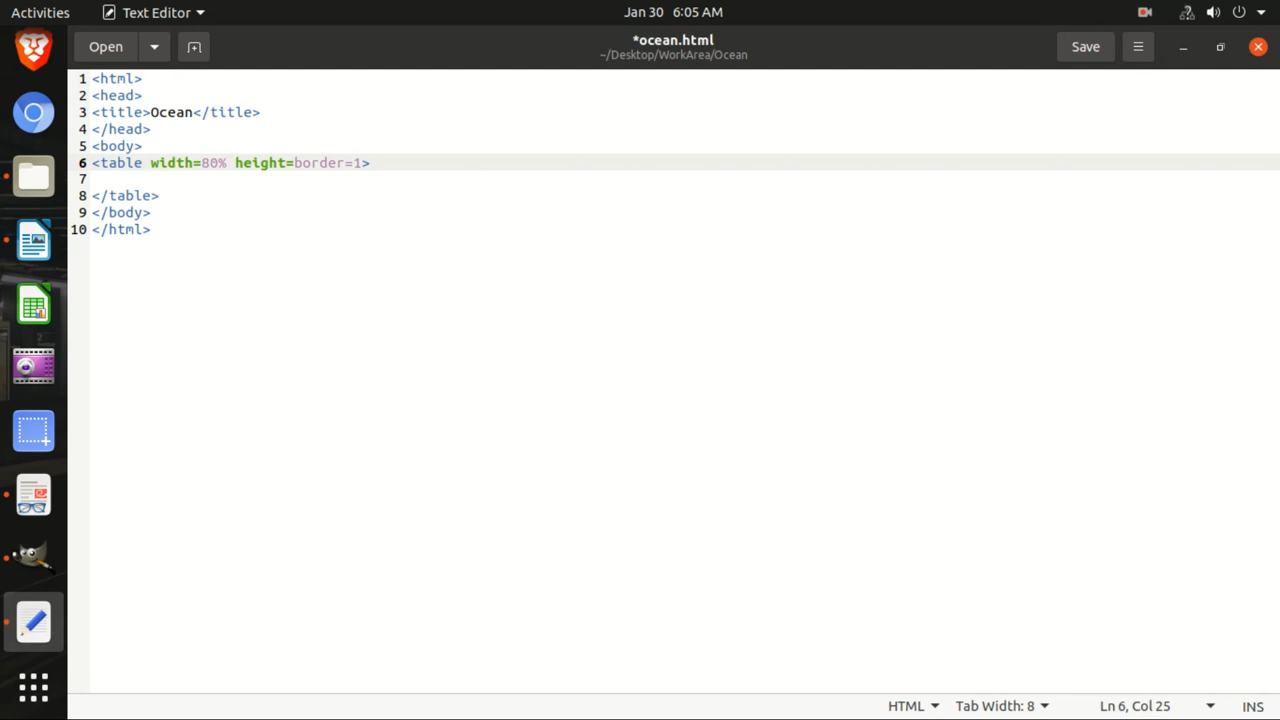 Activities Text Editor Jan 30 6:05 AM
Open *ocean.html Save
~/Desktop/WorkArea/Ocean
1 <html>
2 <head>
3 <title>Ocean</title>
4 </head>
5 <body>
6 <table width=80% height=border=1>
7
8 </table>
9 </body>
10 </html>
HTML Tab Width: 8 Ln 6, Col 25 INS